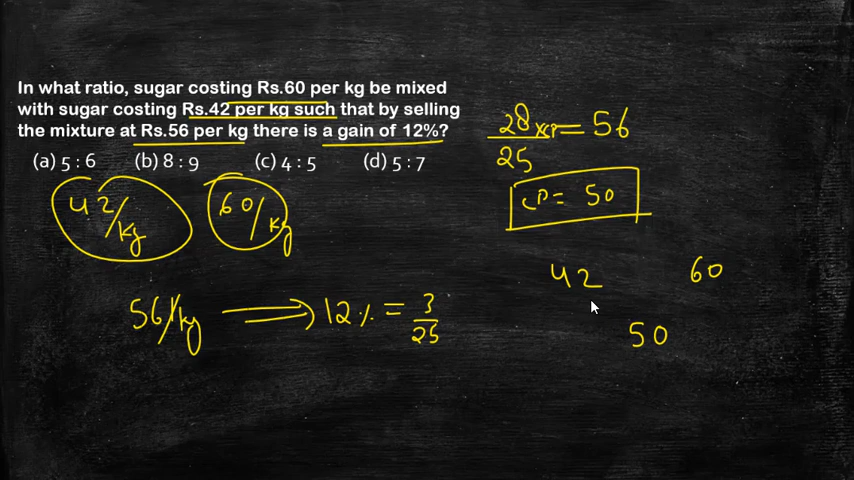 In what ratio, sugar costing Rs.60 per kg be mixed
with sugar costing Rs.42 per kg such that by selling
the mixture at Rs.56 per kg there is a gain of 12%?
(a) 5 : 6 (b) 8 : 9 (c) 4 : 5 (d) 5 : 7
28/25 × CP = 56
CP = 50
42/kg 60/kg
42 60
56/kg ⟹ 12% = 3/25
50